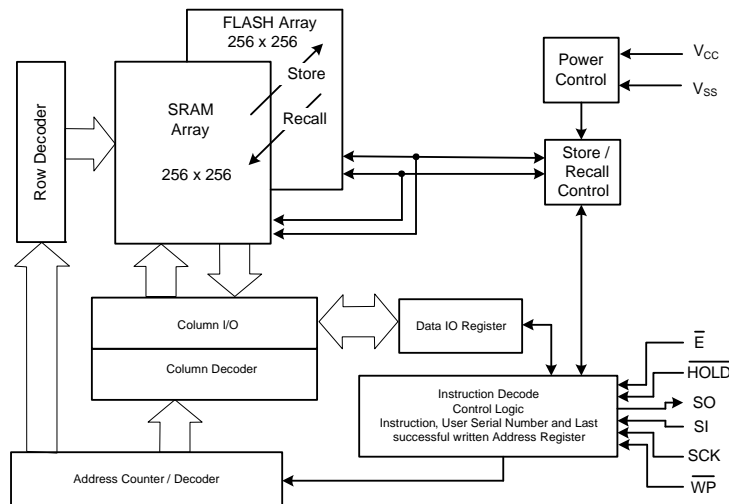 FLASH Array
256 x 256
Store
Recall
SRAM
Array
256 x 256
Row Decoder
Power
Control
VCC
VSS
Store /
Recall
Control
Column I/O
Column Decoder
Data IO Register
Instruction Decode
Control Logic
Instruction, User Serial Number and Last
successful written Address Register
E
HOLD
SO
SI
SCK
WP
Address Counter / Decoder